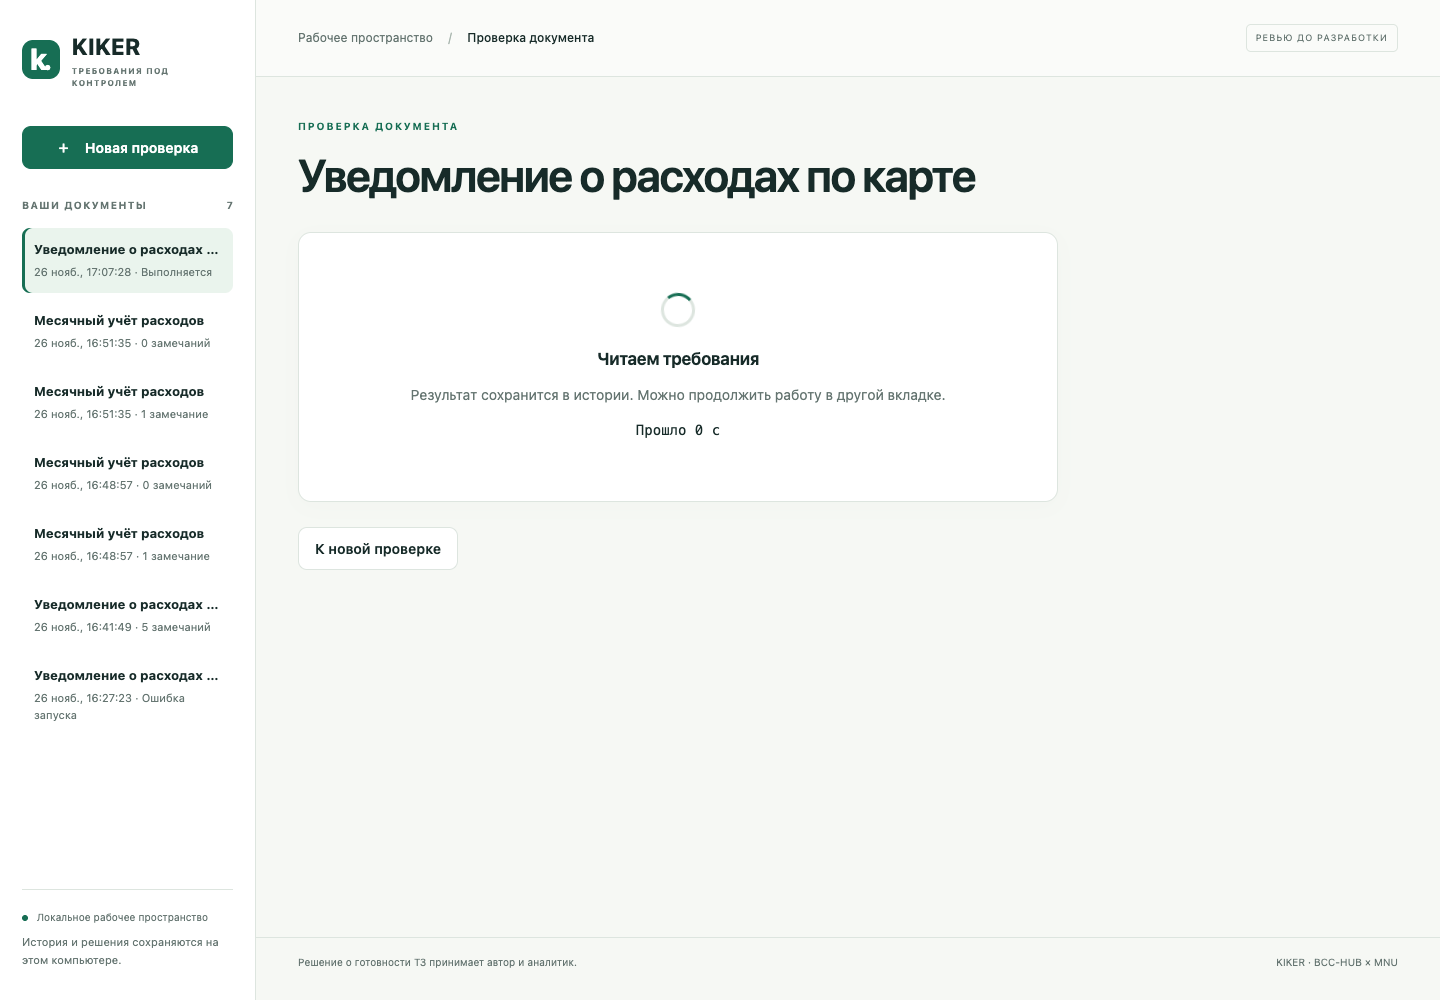 k.
KIKER
ТРЕБОВАНИЯ ПОД
КОНТРОЛЕМ
+ Новая проверка
ВАШИ ДОКУМЕНТЫ 7
Уведомление о расходах ...
26 нояб., 17:07:28 · Выполняется
Месячный учёт расходов
26 нояб., 16:51:35 · 0 замечаний
Месячный учёт расходов
26 нояб., 16:51:35 · 1 замечание
Месячный учёт расходов
26 нояб., 16:48:57 · 0 замечаний
Месячный учёт расходов
26 нояб., 16:48:57 · 1 замечание
Уведомление о расходах ...
26 нояб., 16:41:49 · 5 замечаний
Уведомление о расходах ...
26 нояб., 16:27:23 · Ошибка
запуска
Локальное рабочее пространство
История и решения сохраняются на
этом компьютере.
Рабочее пространство / Проверка документа
РЕВЬЮ ДО РАЗРАБОТКИ
ПРОВЕРКА ДОКУМЕНТА
Уведомление о расходах по карте
Читаем требования
Результат сохранится в истории. Можно продолжить работу в другой вкладке.
Прошло 0 с
К новой проверке
Решение о готовности ТЗ принимает автор и аналитик.
KIKER · BCC-HUB × MNU